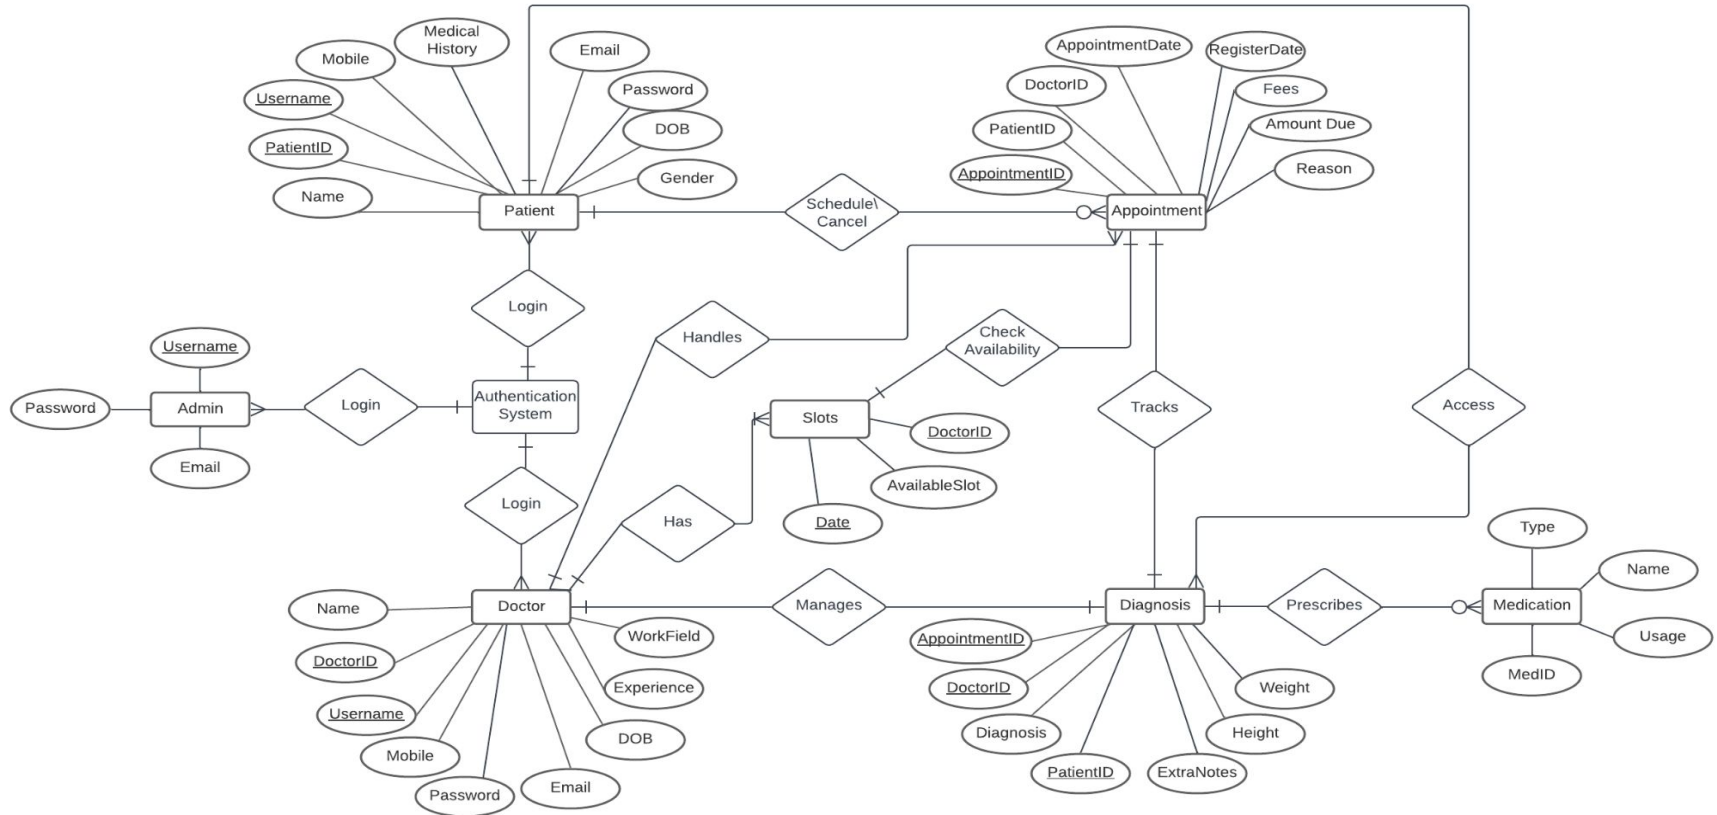 Medical
History
Mobile
Email
Username
Password
PatientID
DOB
Name
Gender
Patient
Schedule\
Cancel
AppointmentDate
RegisterDate
DoctorID
Fees
PatientID
Amount Due
AppointmentID
Reason
Appointment
Login
Handles
Check
Availability
Username
Password
Admin
Email
Login
Authentication
System
Slots
DoctorID
AvailableSlot
Date
Tracks
Access
Login
Has
Name
Doctor
WorkField
DoctorID
Experience
Username
DOB
Mobile
Email
Password
Manages
Diagnosis
AppointmentID
DoctorID
Diagnosis
PatientID
ExtraNotes
Height
Weight
Prescribes
Type
Name
Medication
Usage
MedID